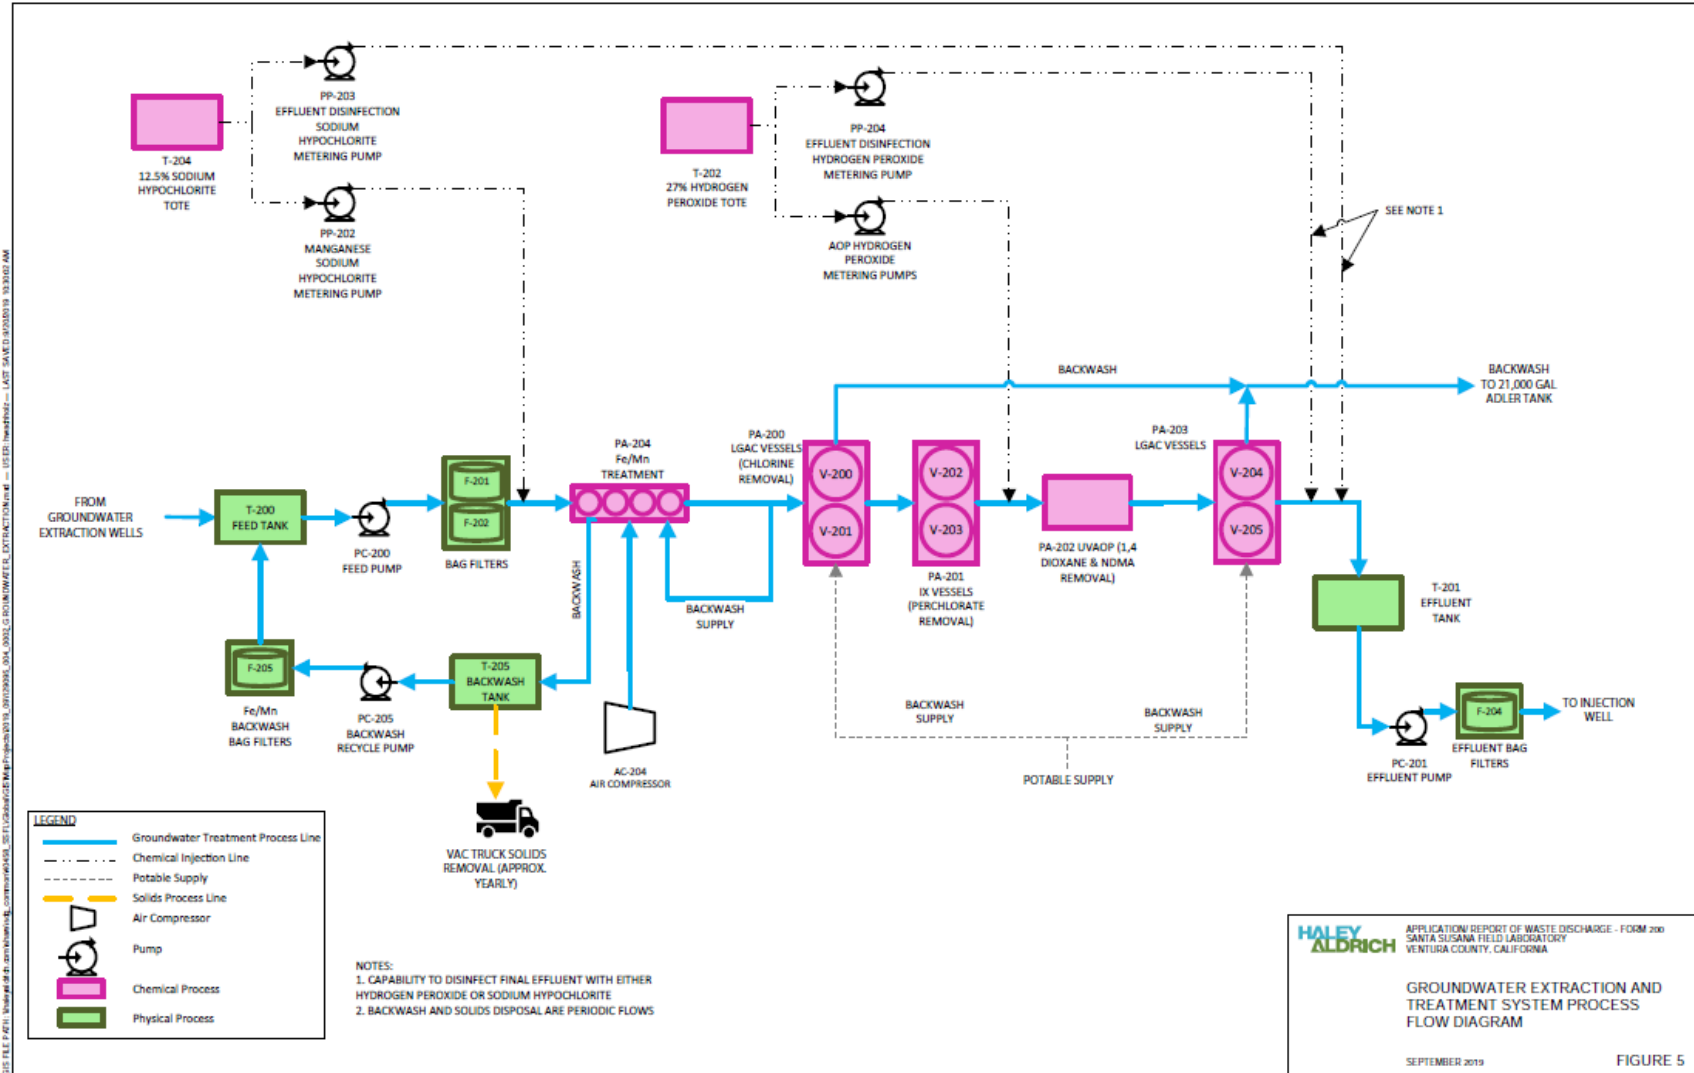 PP-203
EFFLUENT DISINFECTION
SODIUM
HYPOCHLORITE
METERING PUMP
T-204
12.5% SODIUM
HYPOCHLORITE
TOTE
PP-202
MANGANESE
SODIUM
HYPOCHLORITE
METERING PUMP
T-202
27% HYDROGEN
PEROXIDE TOTE
PP-204
EFFLUENT DISINFECTION
HYDROGEN PEROXIDE
METERING PUMP
AOP HYDROGEN
PEROXIDE
METERING PUMPS
SEE NOTE 1
BACKWASH
BACKWASH
TO 21,000 GAL
ADLER TANK
FROM
GROUNDWATER
EXTRACTION WELLS
T-200
FEED TANK
PC-200
FEED PUMP
F-201
F-202
BAG FILTERS
PA-204
Fe/Mn
TREATMENT
PA-200
LGAC VESSELS
(CHLORINE
REMOVAL)
V-200
V-201
V-202
V-203
PA-201
IX VESSELS
(PERCHLORATE
REMOVAL)
PA-202 UVAOP (1,4
DIOXANE & NDMA
REMOVAL)
PA-203
LGAC VESSELS
V-204
V-205
T-201
EFFLUENT
TANK
BACKWASH
BACKWASH
SUPPLY
F-205
Fe/Mn
BACKWASH
BAG FILTERS
PC-205
BACKWASH
RECYCLE PUMP
T-205
BACKWASH
TANK
AC-204
AIR COMPRESSOR
BACKWASH
SUPPLY
BACKWASH
SUPPLY
POTABLE SUPPLY
PC-201
EFFLUENT PUMP
F-204
EFFLUENT BAG
FILTERS
TO INJECTION
WELL
VAC TRUCK SOLIDS
REMOVAL (APPROX.
YEARLY)
LEGEND
Groundwater Treatment Process Line
Chemical Injection Line
Potable Supply
Solids Process Line
Air Compressor
Pump
Chemical Process
Physical Process
NOTES:
1. CAPABILITY TO DISINFECT FINAL EFFLUENT WITH EITHER
HYDROGEN PEROXIDE OR SODIUM HYPOCHLORITE
2. BACKWASH AND SOLIDS DISPOSAL ARE PERIODIC FLOWS
HALEY
ALDRICH
APPLICATION/ REPORT OF WASTE DISCHARGE - FORM 200
SANTA SUSANA FIELD LABORATORY
VENTURA COUNTY, CALIFORNIA
GROUNDWATER EXTRACTION AND
TREATMENT SYSTEM PROCESS
FLOW DIAGRAM
SEPTEMBER 2019
FIGURE 5